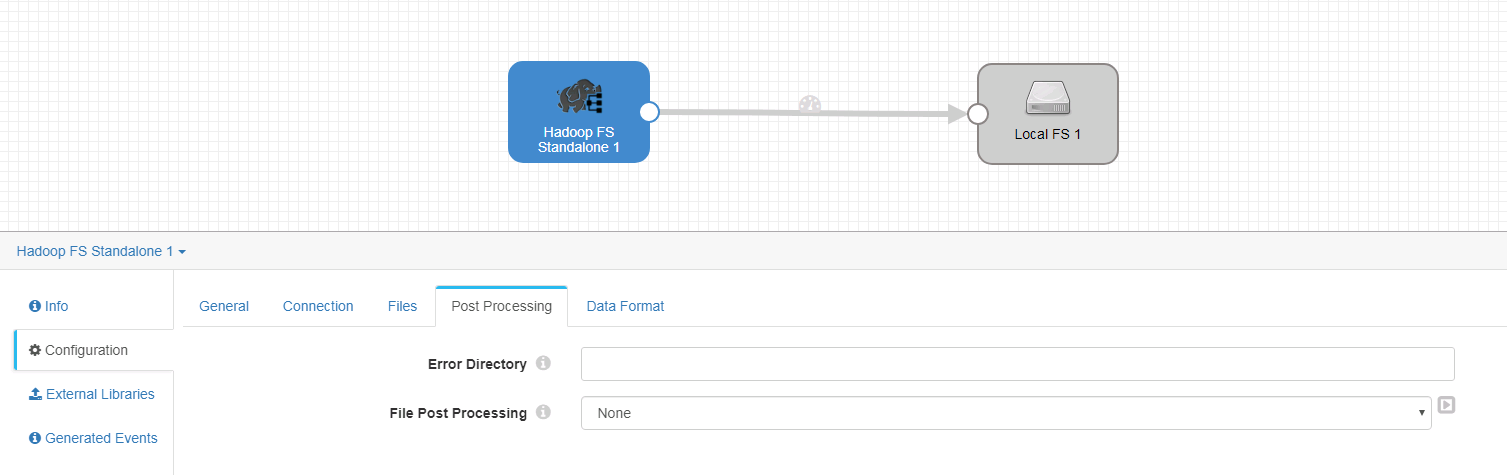 Hadoop FS
Standalone 1
Local FS 1
Hadoop FS Standalone 1
Info
Configuration
External Libraries
Generated Events
General
Connection
Files
Post Processing
Data Format
Error Directory
File Post Processing
None